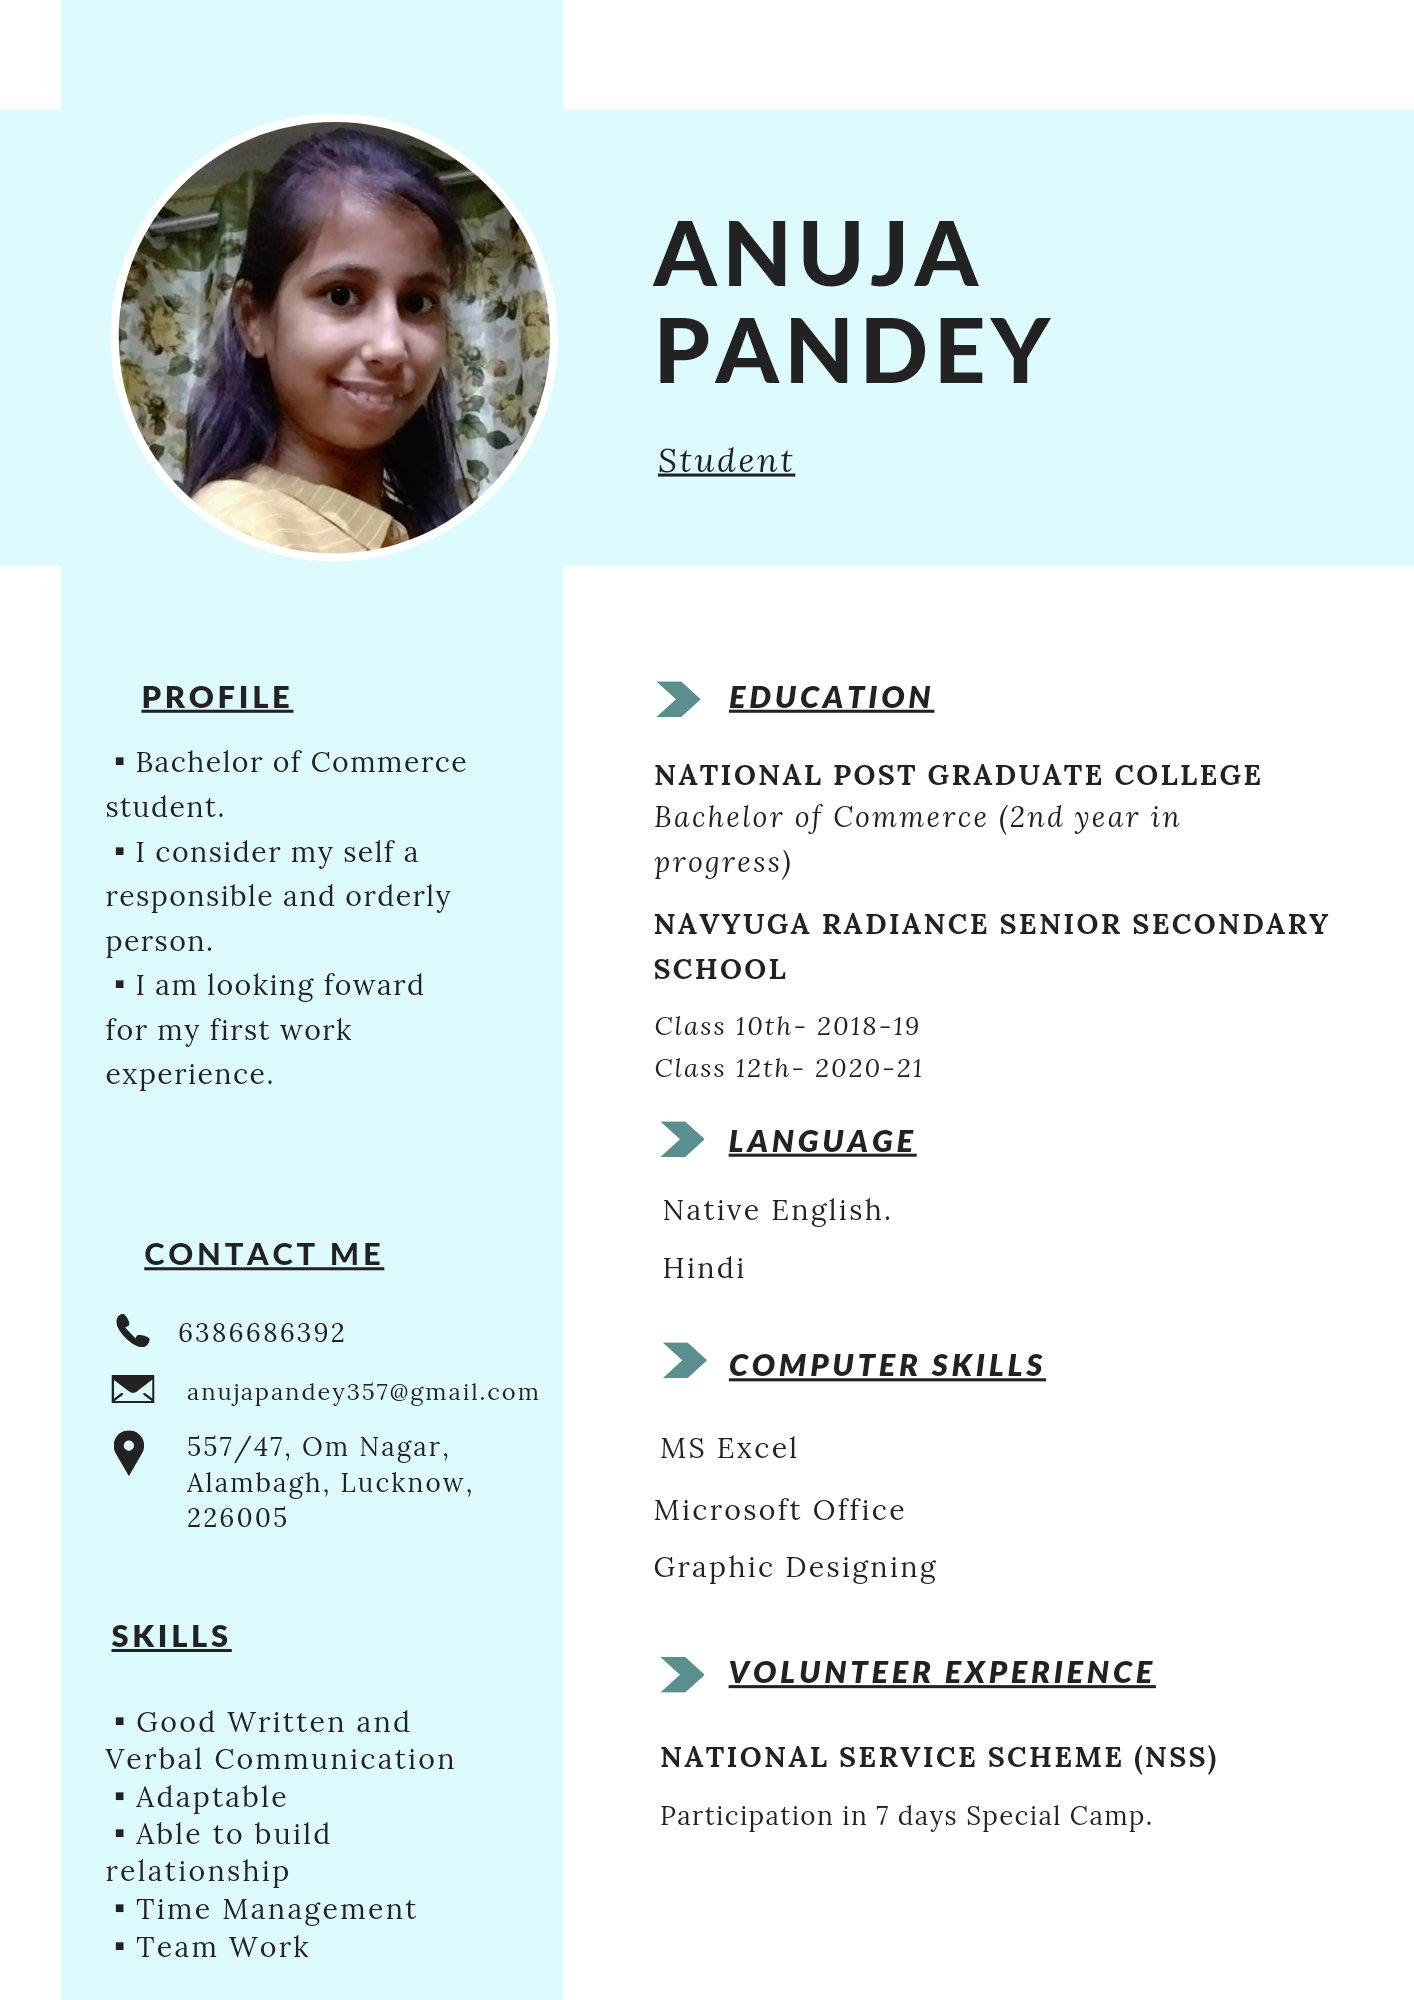 ANUJA
PANDEY
Student
PROFILE
▪ Bachelor of Commerce
student.
▪ I consider my self a
responsible and orderly
person.
▪ I am looking foward
for my first work
experience.
CONTACT ME
6386686392
anujapandey357@gmail.com
557/47, Om Nagar,
Alambagh, Lucknow,
226005
SKILLS
▪ Good Written and
Verbal Communication
▪ Adaptable
▪ Able to build
relationship
▪ Time Management
▪ Team Work
EDUCATION
NATIONAL POST GRADUATE COLLEGE
Bachelor of Commerce (2nd year in
progress)
NAVYUGA RADIANCE SENIOR SECONDARY
SCHOOL
Class 10th- 2018-19
Class 12th- 2020-21
LANGUAGE
Native English.
Hindi
COMPUTER SKILLS
MS Excel
Microsoft Office
Graphic Designing
VOLUNTEER EXPERIENCE
NATIONAL SERVICE SCHEME (NSS)
Participation in 7 days Special Camp.